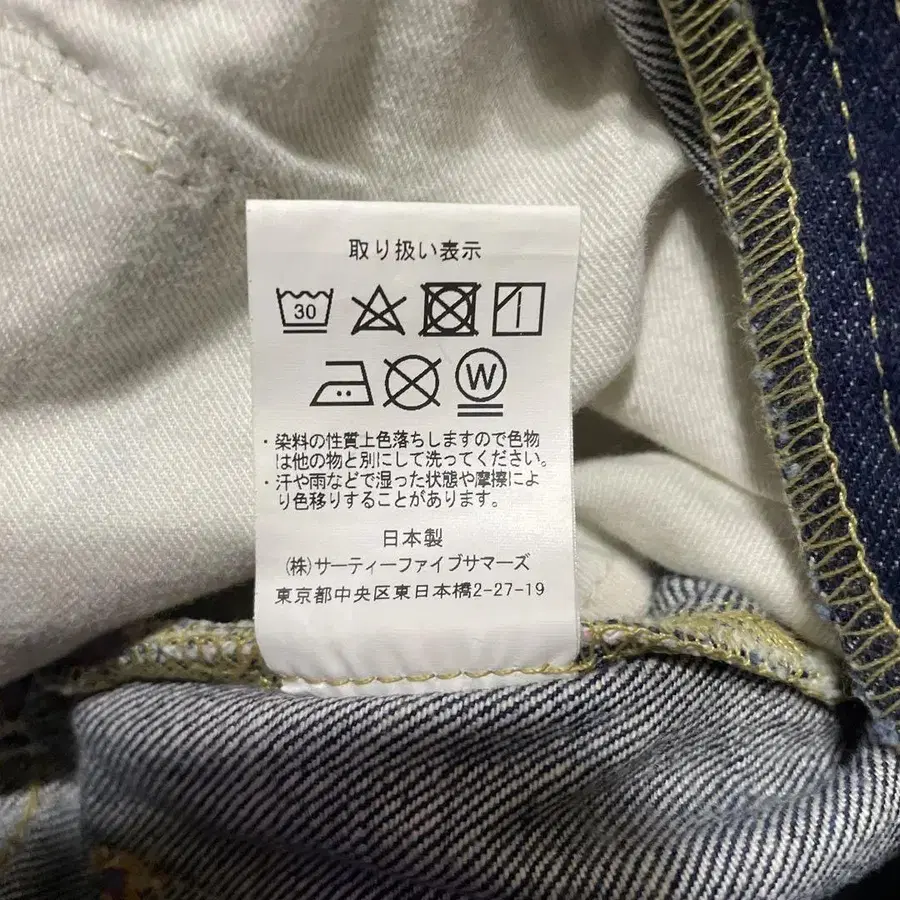 取り扱い表示
30
W
・染料の性質上色落ちしますので色物
は他の物と別にして洗ってください。
・汗や雨などで湿った状態や摩擦によ
り色移りすることがあります。
日本製
(株)サーティーファイブサマーズ
東京都中央区東日本橋2-27-19